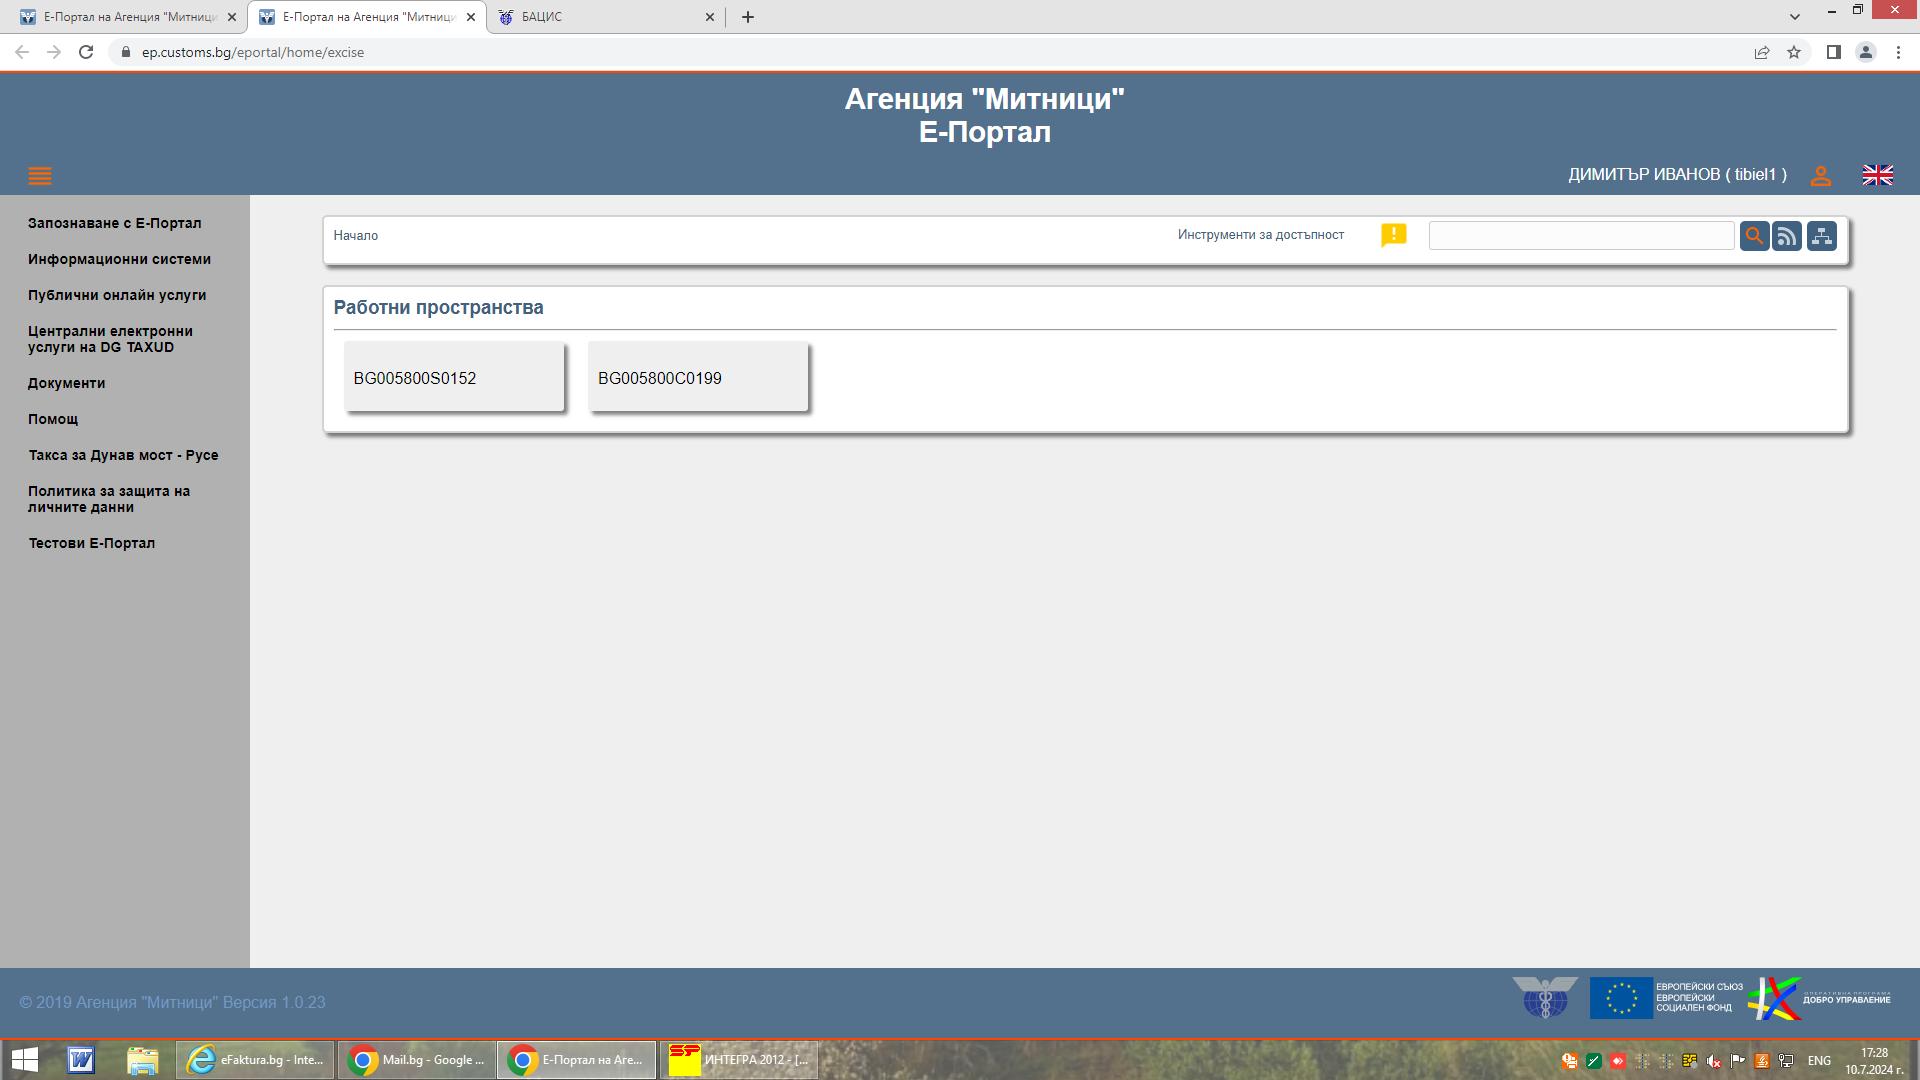 Е-Портал на Агенция "Митници
Е-Портал на Агенция "Митници
БАЦИС
ep.customs.bg/eportal/home/excise
Агенция "Митници"
Е-Портал
ДИМИТЪР ИВАНОВ ( tibiel1 )
Запознаване с Е-Портал
Информационни системи
Публични онлайн услуги
Централни електронни
услуги на DG TAXUD
Документи
Помощ
Такса за Дунав мост - Русе
Политика за защита на
личните данни
Тестови Е-Портал
Начало
Инструменти за достъпност
Работни пространства
BG005800S0152
BG005800C0199
© 2019 Агенция "Митници" Версия 1.0.23
ЕВРОПЕЙСКИ СЪЮЗ
ЕВРОПЕЙСКИ
СОЦИАЛЕН ФОНД
ОПЕРАТИВНА ПРОГРАМА
ДОБРО УПРАВЛЕНИЕ
eFaktura.bg - Inte...
Mail.bg - Google ...
Е-Портал на Аге...
ИНТЕГРА 2012 - [...
ENG
17:28
10.7.2024 г.